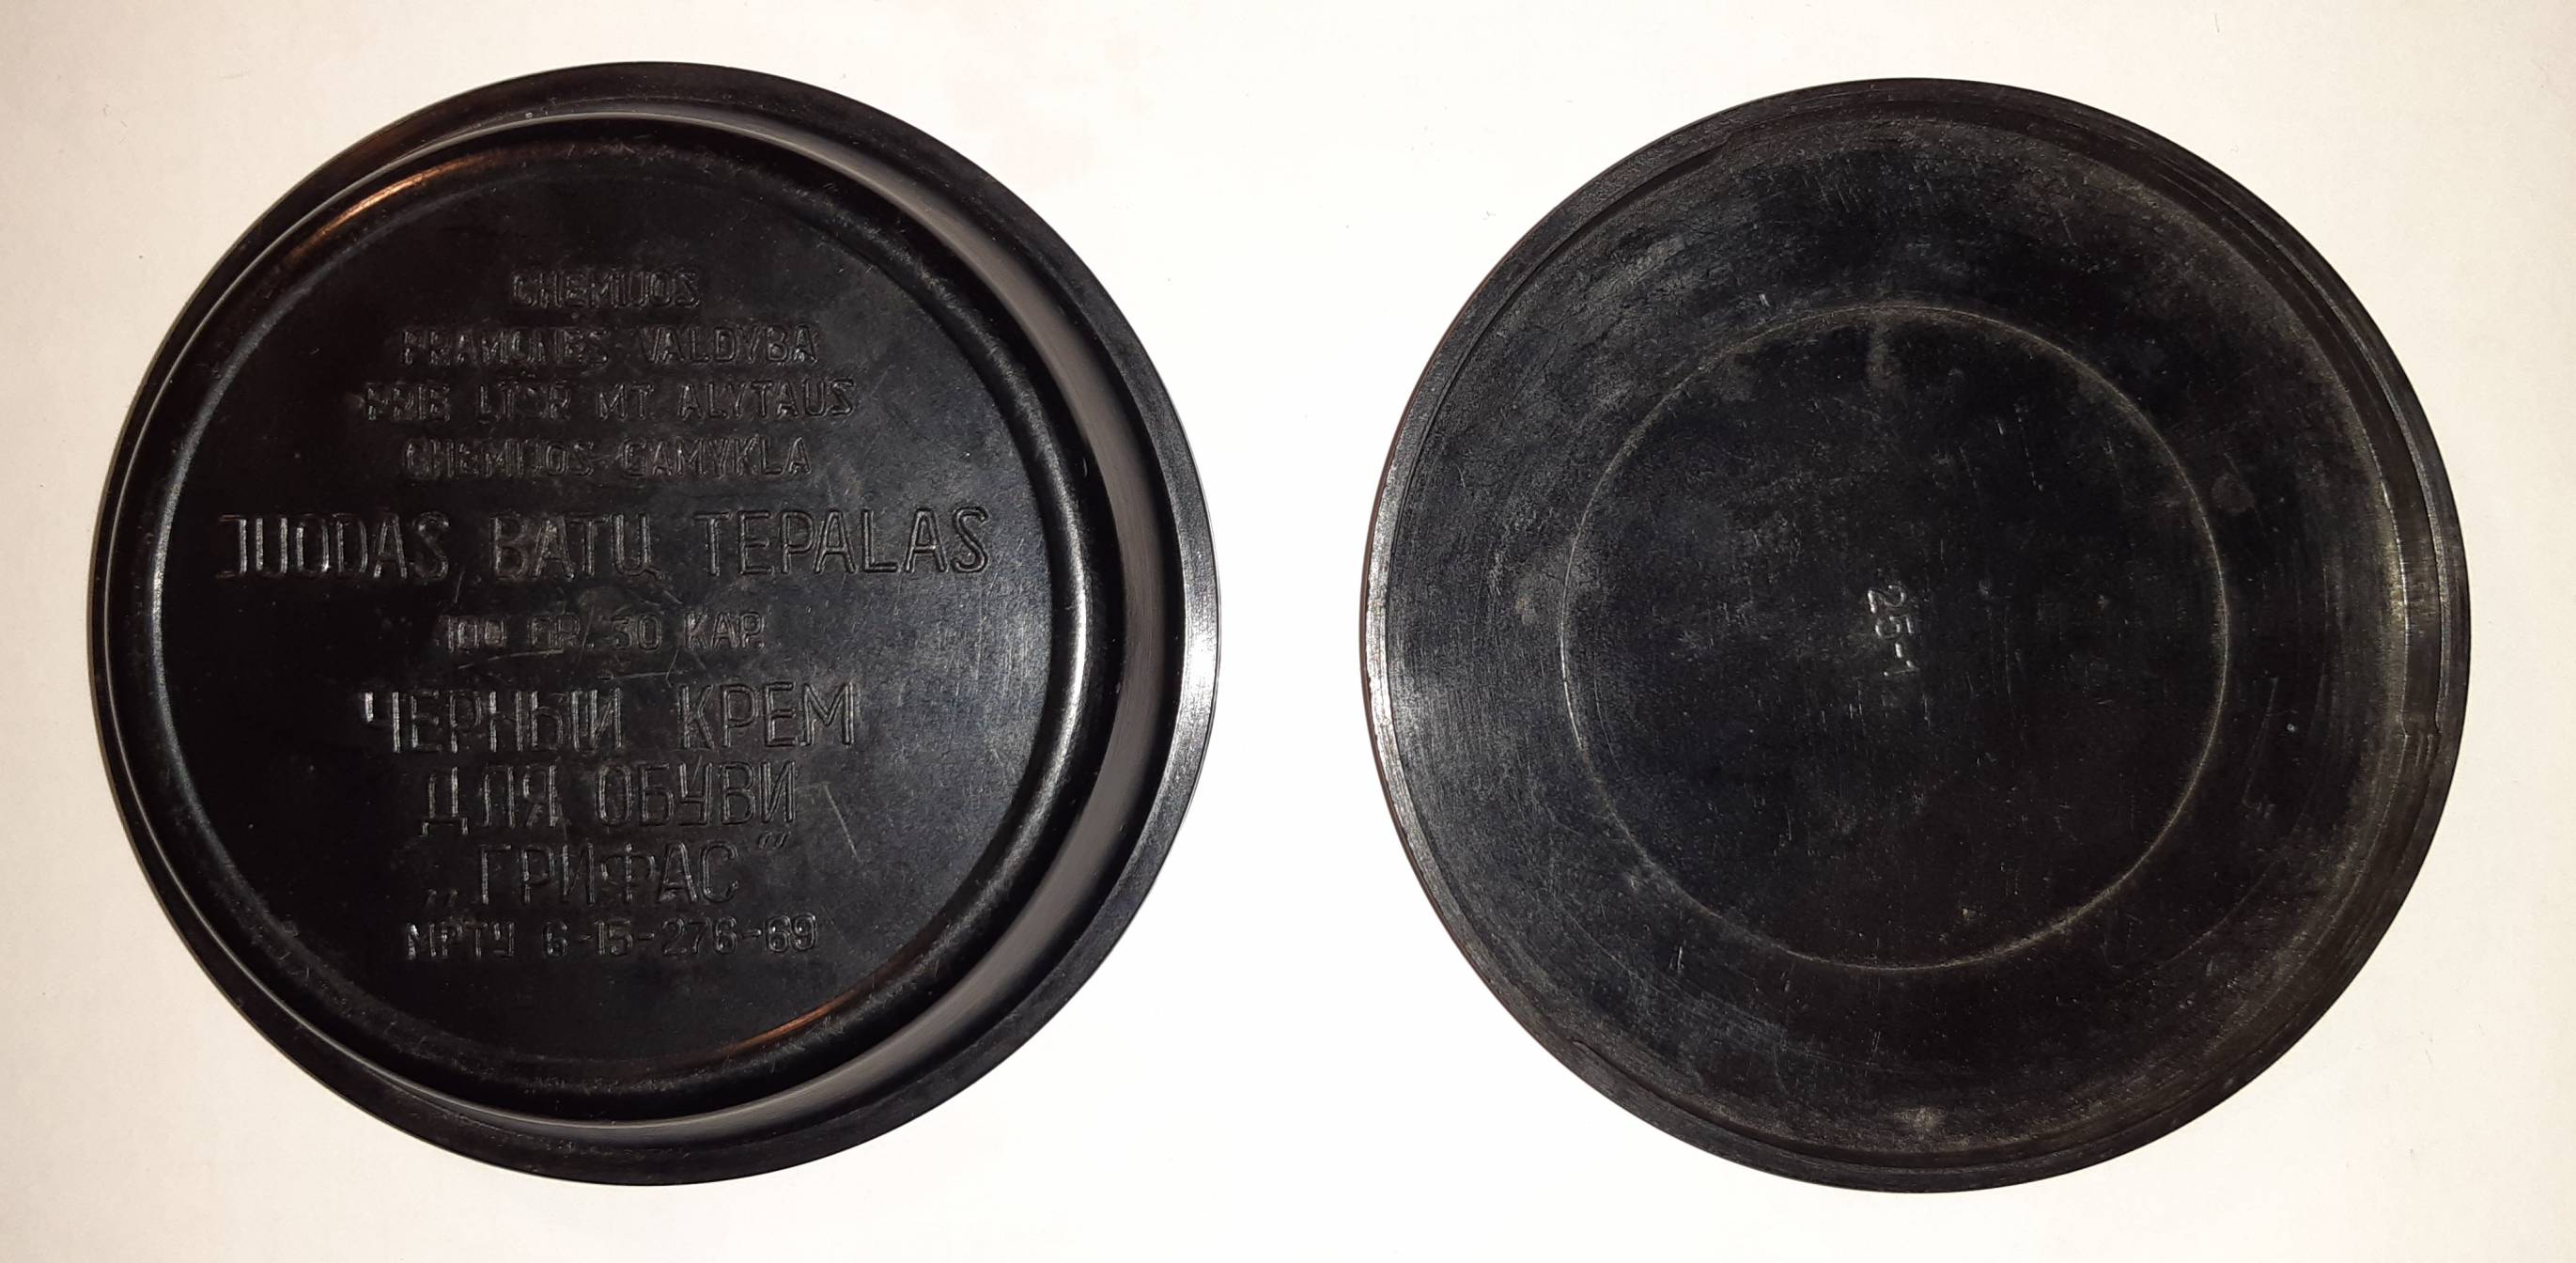 CHEMIJOS
PRAMONĖS VALDYBA
PRIE LTSR MT ALYTAUS
CHEMIJOS GAMYKLA
JUODAS BATŲ TEPALAS
100 GR. 30 KAP.
ЧЕРНЫЙ КРЕМ
ДЛЯ ОБУВИ
„ГРИФАС“
МРТУ 6-15-276-69
25-1